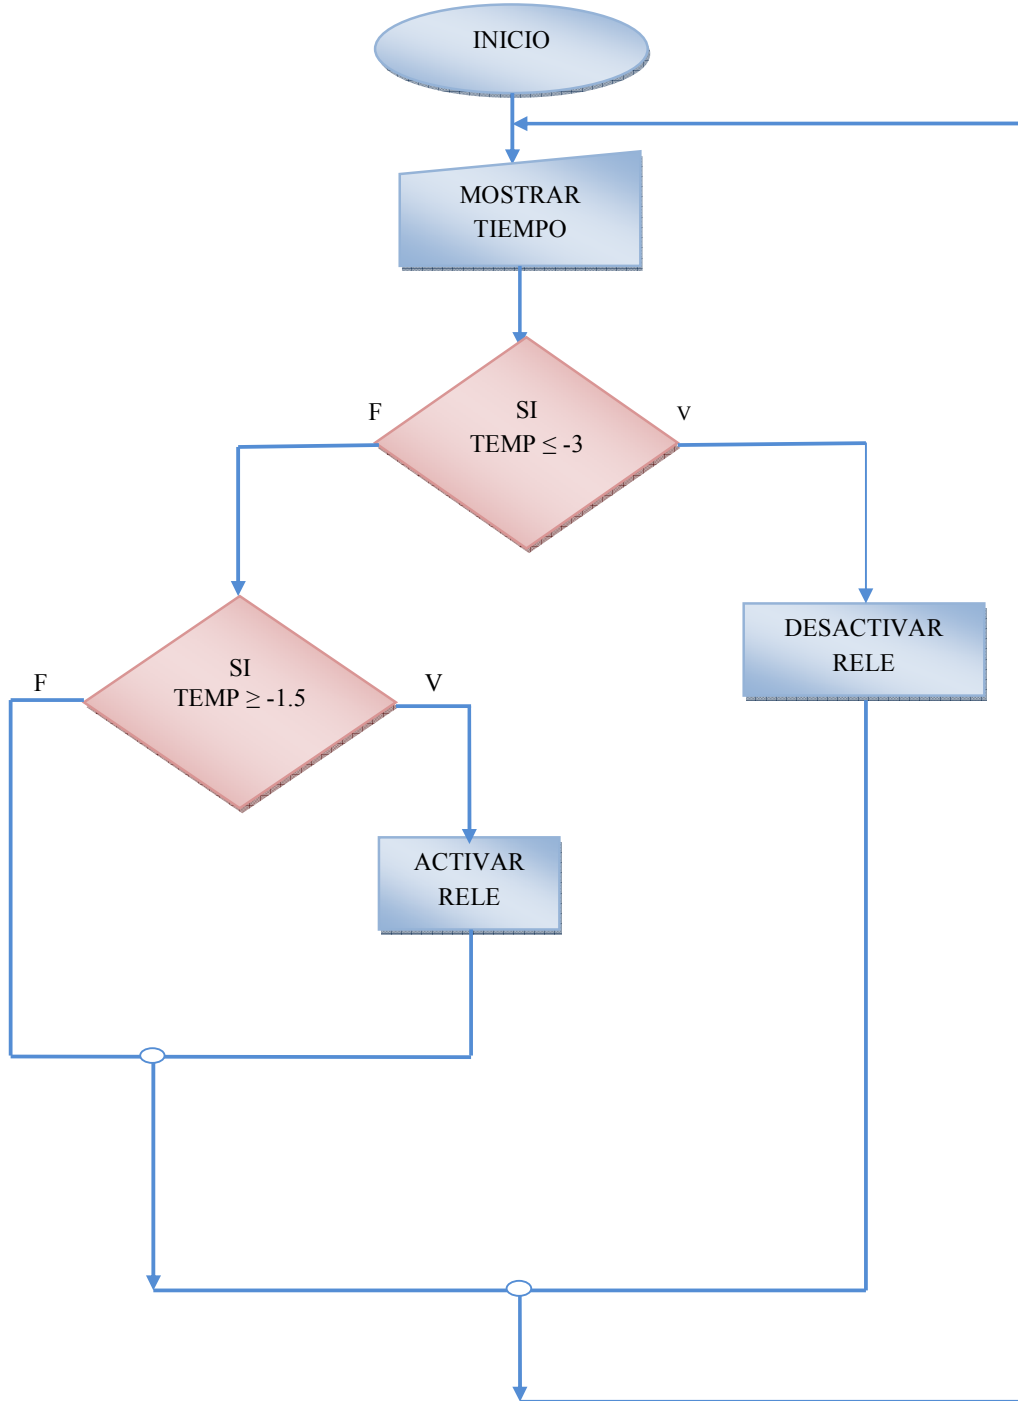 INICIO
MOSTRAR
TIEMPO
F
SI
V
TEMP ≤ -3
DESACTIVAR
RELE
F
SI
V
TEMP ≥ -1.5
ACTIVAR
RELE